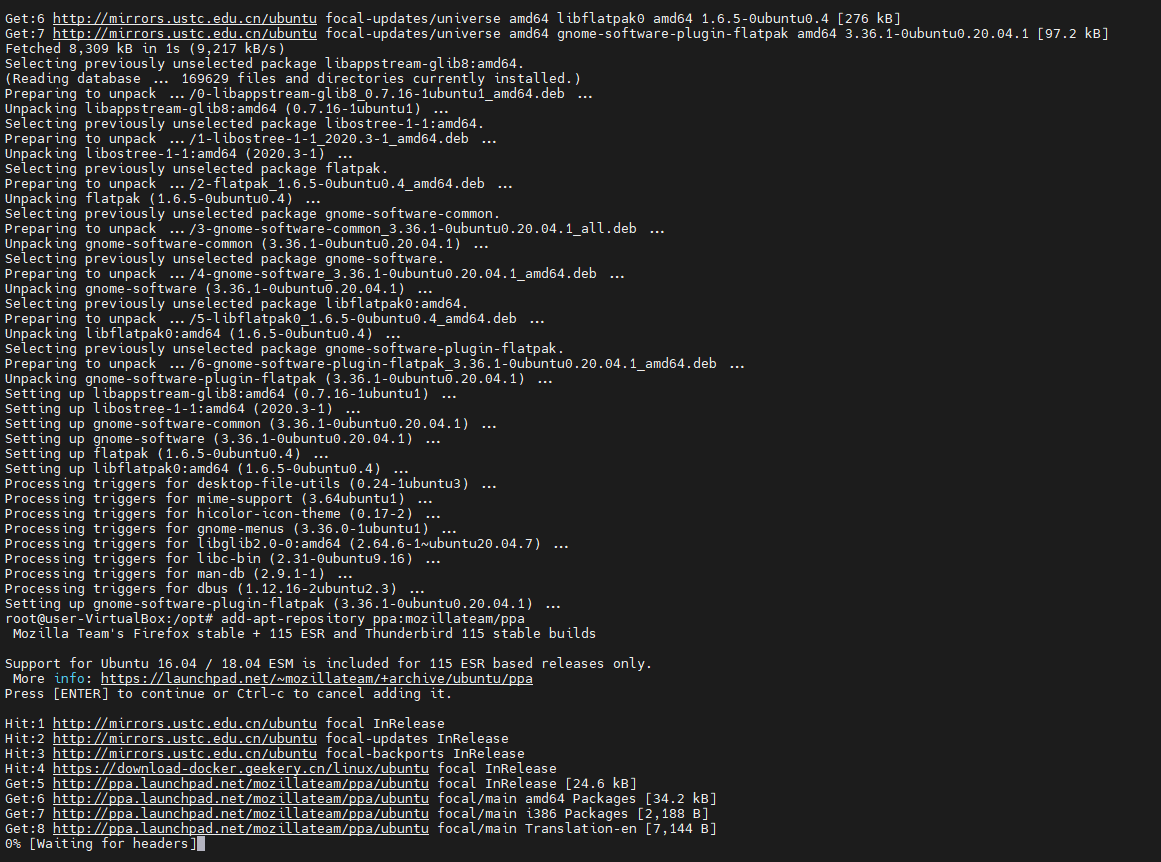 Get:6 http://mirrors.ustc.edu.cn/ubuntu focal-updates/universe amd64 libflatpak0 amd64 1.6.5-0ubuntu0.4 [276 kB]
Get:7 http://mirrors.ustc.edu.cn/ubuntu focal-updates/universe amd64 gnome-software-plugin-flatpak amd64 3.36.1-0ubuntu0.20.04.1 [97.2 kB]
Fetched 8,309 kB in 1s (9,217 kB/s)
Selecting previously unselected package libappstream-glib8:amd64.
(Reading database ... 169629 files and directories currently installed.)
Preparing to unpack .../0-libappstream-glib8_0.7.16-1ubuntu1_amd64.deb ...
Unpacking libappstream-glib8:amd64 (0.7.16-1ubuntu1) ...
Selecting previously unselected package libostree-1-1:amd64.
Preparing to unpack .../1-libostree-1-1_2020.3-1_amd64.deb ...
Unpacking libostree-1-1:amd64 (2020.3-1) ...
Selecting previously unselected package flatpak.
Preparing to unpack .../2-flatpak_1.6.5-0ubuntu0.4_amd64.deb ...
Unpacking flatpak (1.6.5-0ubuntu0.4) ...
Selecting previously unselected package gnome-software-common.
Preparing to unpack .../3-gnome-software-common_3.36.1-0ubuntu0.20.04.1_all.deb ...
Unpacking gnome-software-common (3.36.1-0ubuntu0.20.04.1) ...
Selecting previously unselected package gnome-software.
Preparing to unpack .../4-gnome-software_3.36.1-0ubuntu0.20.04.1_amd64.deb ...
Unpacking gnome-software (3.36.1-0ubuntu0.20.04.1) ...
Selecting previously unselected package libflatpak0:amd64.
Preparing to unpack .../5-libflatpak0_1.6.5-0ubuntu0.4_amd64.deb ...
Unpacking libflatpak0:amd64 (1.6.5-0ubuntu0.4) ...
Selecting previously unselected package gnome-software-plugin-flatpak.
Preparing to unpack .../6-gnome-software-plugin-flatpak_3.36.1-0ubuntu0.20.04.1_amd64.deb ...
Unpacking gnome-software-plugin-flatpak (3.36.1-0ubuntu0.20.04.1) ...
Setting up libappstream-glib8:amd64 (0.7.16-1ubuntu1) ...
Setting up libostree-1-1:amd64 (2020.3-1) ...
Setting up gnome-software-common (3.36.1-0ubuntu0.20.04.1) ...
Setting up gnome-software (3.36.1-0ubuntu0.20.04.1) ...
Setting up flatpak (1.6.5-0ubuntu0.4) ...
Setting up libflatpak0:amd64 (1.6.5-0ubuntu0.4) ...
Processing triggers for desktop-file-utils (0.24-1ubuntu3) ...
Processing triggers for mime-support (3.64ubuntu1) ...
Processing triggers for hicolor-icon-theme (0.17-2) ...
Processing triggers for gnome-menus (3.36.0-1ubuntu1) ...
Processing triggers for libglib2.0-0:amd64 (2.64.6-1~ubuntu20.04.7) ...
Processing triggers for libc-bin (2.31-0ubuntu9.16) ...
Processing triggers for man-db (2.9.1-1) ...
Processing triggers for dbus (1.12.16-2ubuntu2.3) ...
Setting up gnome-software-plugin-flatpak (3.36.1-0ubuntu0.20.04.1) ...
root@user-VirtualBox:/opt# add-apt-repository ppa:mozillateam/ppa
 Mozilla Team's Firefox stable + 115 ESR and Thunderbird 115 stable builds

Support for Ubuntu 16.04 / 18.04 ESM is included for 115 ESR based releases only.
 More info: https://launchpad.net/~mozillateam/+archive/ubuntu/ppa
Press [ENTER] to continue or Ctrl-c to cancel adding it.

Hit:1 http://mirrors.ustc.edu.cn/ubuntu focal InRelease
Hit:2 http://mirrors.ustc.edu.cn/ubuntu focal-updates InRelease
Hit:3 http://mirrors.ustc.edu.cn/ubuntu focal-backports InRelease
Hit:4 https://download-docker.geekery.cn/linux/ubuntu focal InRelease
Get:5 http://ppa.launchpad.net/mozillateam/ppa/ubuntu focal InRelease [24.6 kB]
Get:6 http://ppa.launchpad.net/mozillateam/ppa/ubuntu focal/main amd64 Packages [34.2 kB]
Get:7 http://ppa.launchpad.net/mozillateam/ppa/ubuntu focal/main i386 Packages [2,188 B]
Get:8 http://ppa.launchpad.net/mozillateam/ppa/ubuntu focal/main Translation-en [7,144 B]
0% [Waiting for headers]